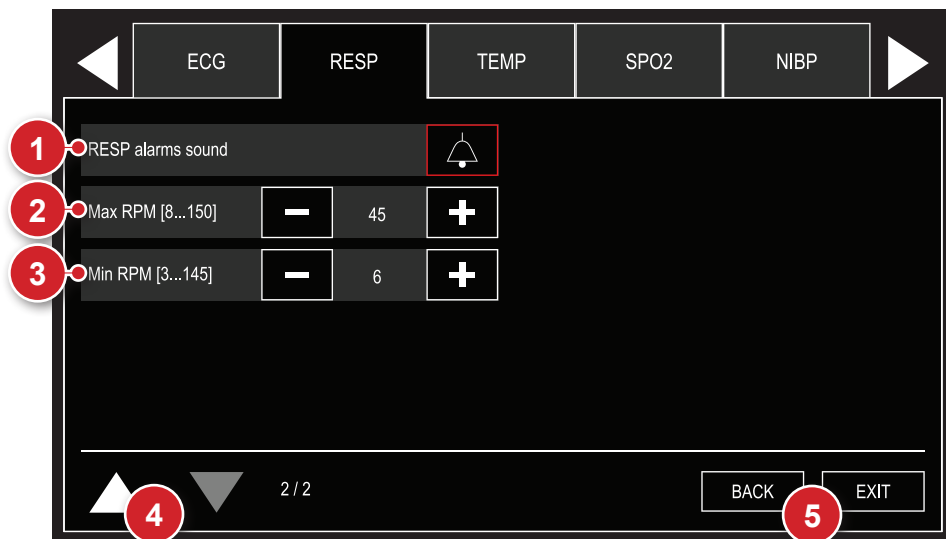 ECG RESP TEMP SPO2 NIBP
1 RESP alarms sound
2 Max RPM [8...150] 45
3 Min RPM [3...145] 6
2 / 2 BACK EXIT
4 5